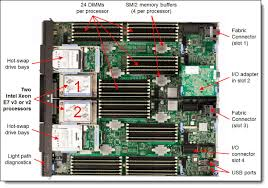 24 DIMMs
per processor
SMI2 memory buffers
(4 per processor)
Hot-swap
drive bays
Two
Intel Xeon
E7 v3 or v2
processors
1
2
Hot-swap
drive bays
Light path
diagnostics
Fabric
Connector
(slot 1)
I/O adapter
in slot 2
Fabric
Connector
(slot 3)
I/O
connector
slot 4
USB ports